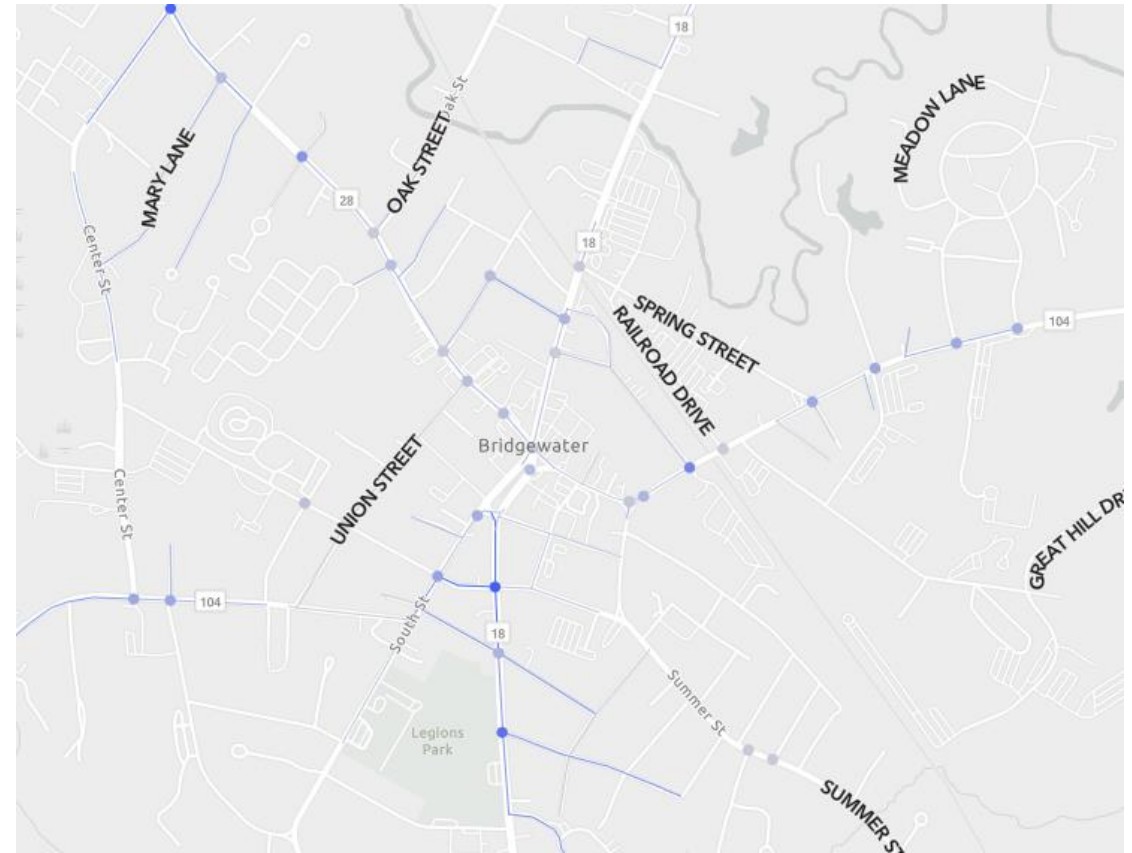 18
MEADOW LANE
Oak St
OAK STREET
MARY LANE
28
Center St
18
SPRING STREET
RAILROAD DRIVE
104
Bridgewater
UNION STREET
Center St
GREAT HILL DRI
104
South St
18
Summer St
Legions
Park
SUMMER ST